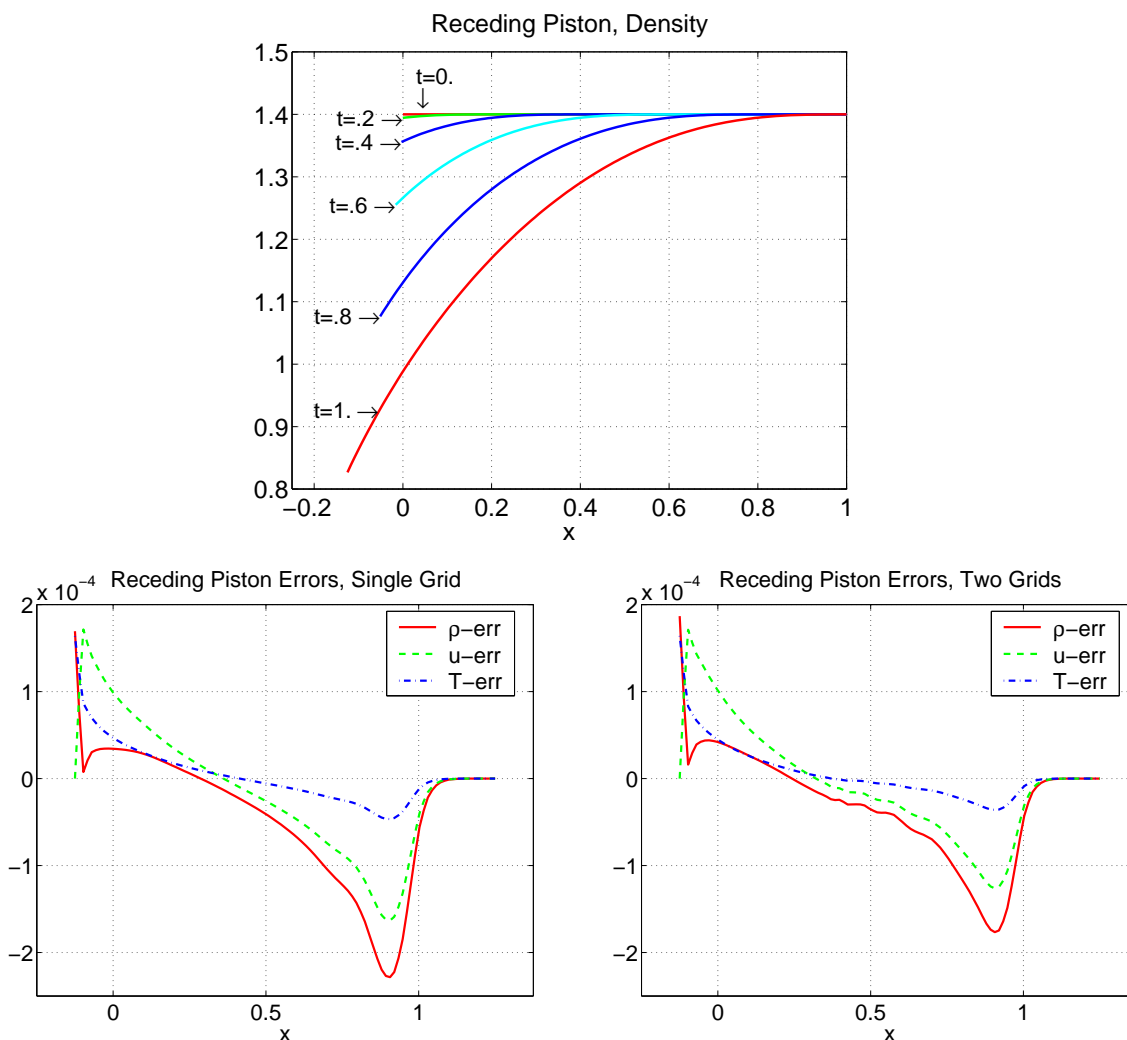 Receding Piston, Density
1.5
1.4
1.3
1.2
1.1
1
0.9
0.8
t=0.
t=.2
t=.4
t=.6
t=.8
t=1.
−0.2 0 0.2 0.4 0.6 0.8 1
x
x 10⁻⁴ Receding Piston Errors, Single Grid
2
1
0
−1
−2
ρ−err
u−err
T−err
0 0.5 1
x
x 10⁻⁴ Receding Piston Errors, Two Grids
2
1
0
−1
−2
ρ−err
u−err
T−err
0 0.5 1
x